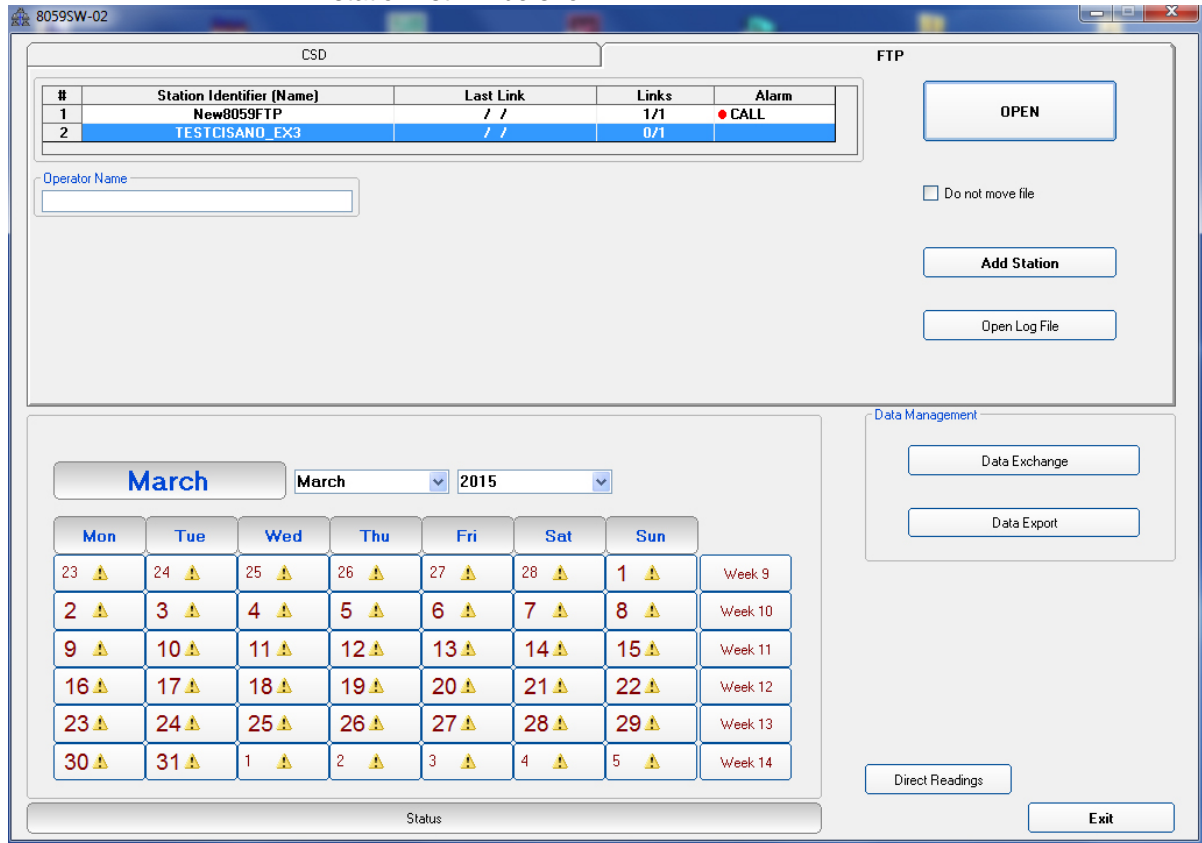 8059SW-02
CSD
FTP
# Station Identifier (Name) Last Link Links Alarm
1 New8059FTP / / 1/1 CALL
2 TESTCISANO_EX3 / / 0/1
OPEN
Operator Name
Do not move file
Add Station
Open Log File
Data Management
Data Exchange
Data Export
March March 2015
Mon Tue Wed Thu Fri Sat Sun
23 24 25 26 27 28 1 Week 9
2 3 4 5 6 7 8 Week 10
9 10 11 12 13 14 15 Week 11
16 17 18 19 20 21 22 Week 12
23 24 25 26 27 28 29 Week 13
30 31 1 2 3 4 5 Week 14
Direct Readings
Status
Exit